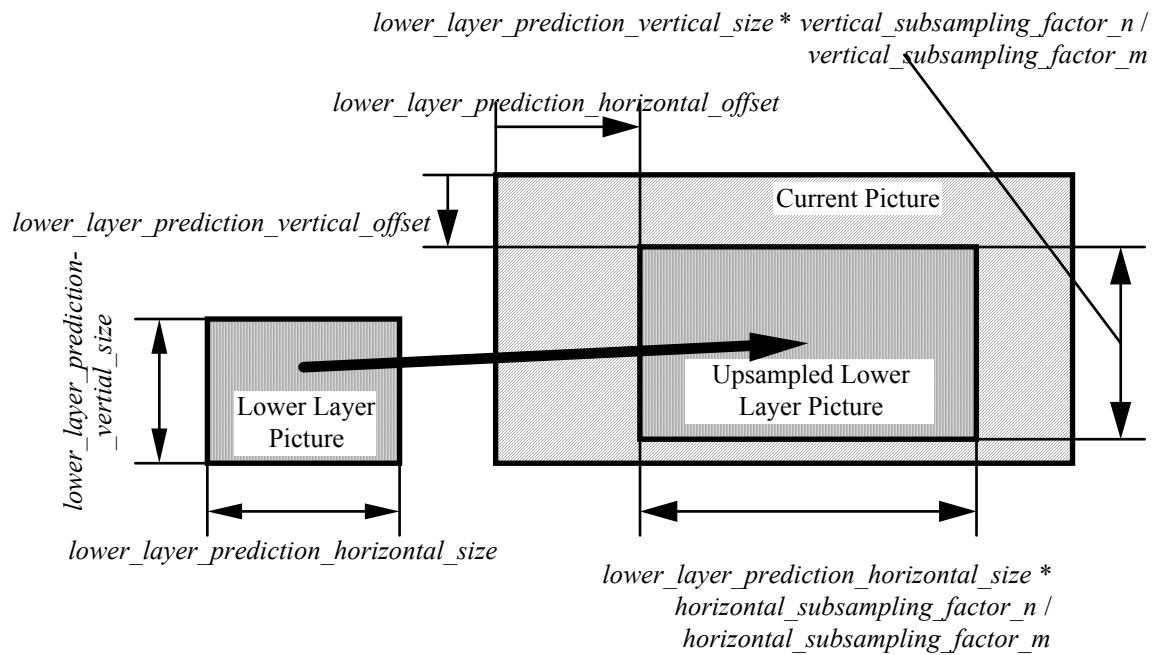 lower_layer_prediction_vertical_size * vertical_subsampling_factor_n /
vertical_subsampling_factor_m
lower_layer_prediction_horizontal_offset
Current Picture
lower_layer_prediction_vertical_offset
lower_layer_prediction-
_vertial_size
Upsampled Lower
Layer Picture
Lower Layer
Picture
lower_layer_prediction_horizontal_size
lower_layer_prediction_horizontal_size *
horizontal_subsampling_factor_n /
horizontal_subsampling_factor_m